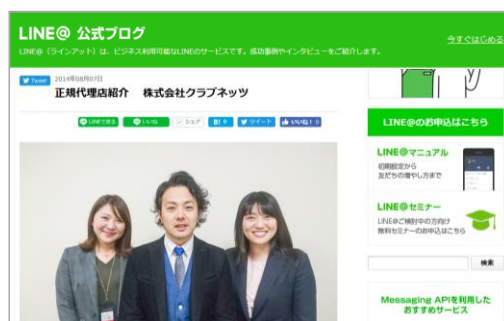 LINE@ 公式ブログ
LINE@（ラインアット）は、ビジネス利用可能なLINEのサービスです。成功事例やインタビューをご紹介します。
今すぐはじめる
Tweet
2014年08月07日
正規代理店紹介　株式会社クラブネッツ
LINEで送る
いいね
シェア
B! 0
ツイート
いいね！ 0
LINE@のお申込はこちら
LINE@マニュアル
初期設定から
友だちの増やし方まで
LINE@セミナー
LINE@ご検討中の方向け
無料セミナーのお申込はこちら
検索
Messaging APIを利用した
おすすめサービス